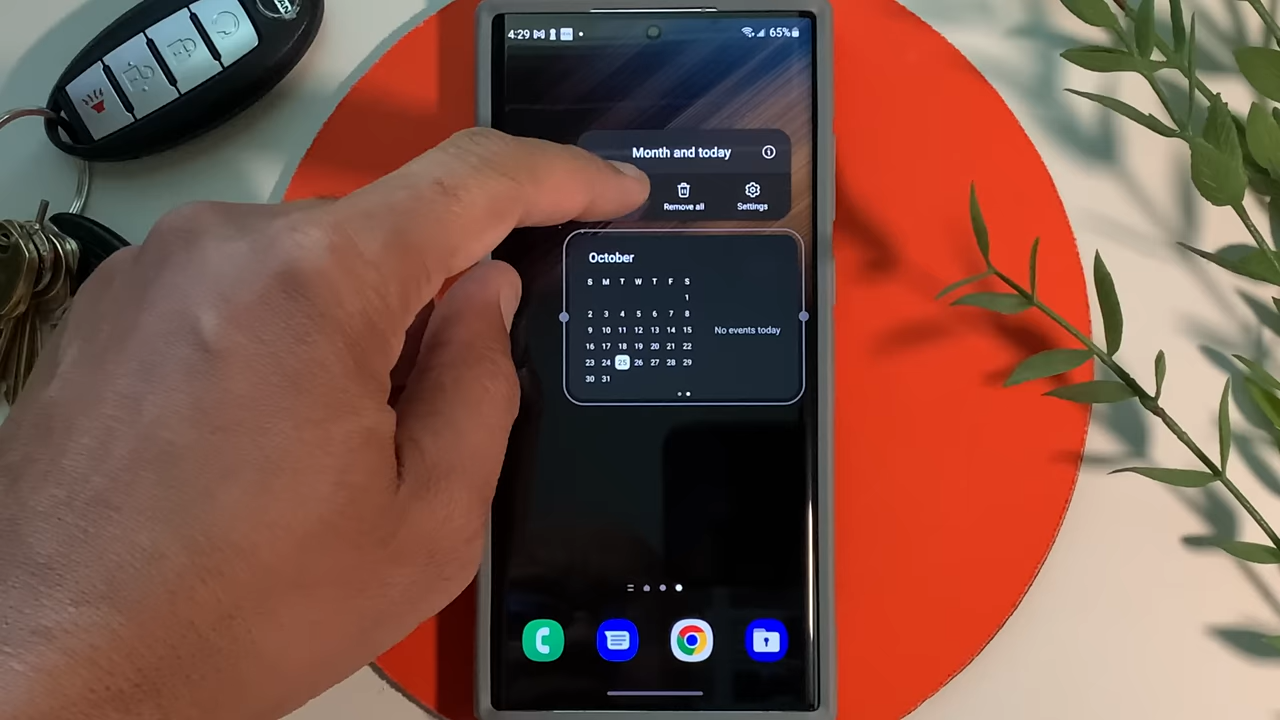 4:29 65%
Month and today
Remove all Settings
October
S M T W T F S
1
2 3 4 5 6 7 8
9 10 11 12 13 14 15
No events today
16 17 18 19 20 21 22
23 24 25 26 27 28 29
30 31